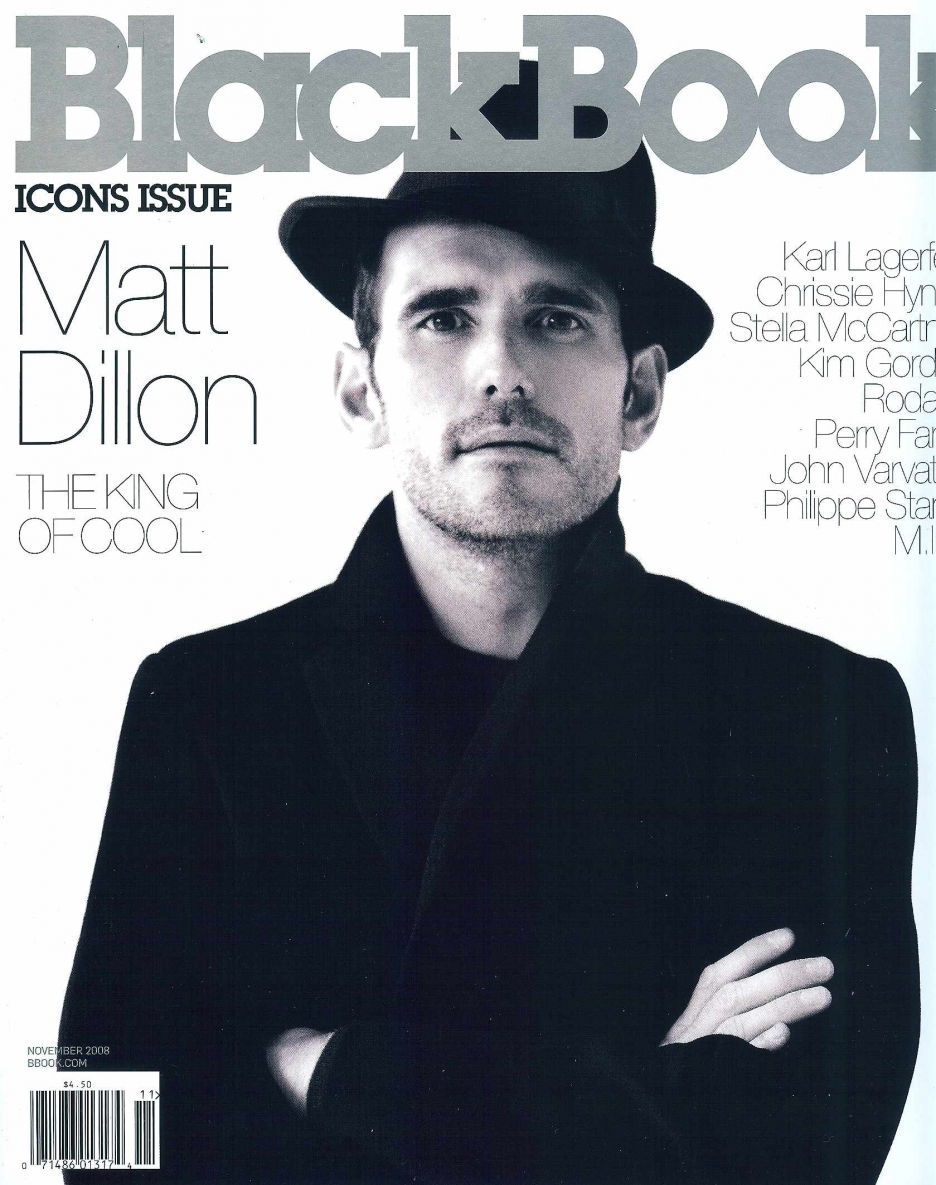 BlackBook
ICONS ISSUE
Matt
Dillon
THE KING
OF COOL
Karl Lagerfe
Chrissie Hyn
Stella McCartn
Kim Gord
Roda
Perry Far
John Varvat
Philippe Star
M.I
NOVEMBER 2008
BBOOK.COM
$4.50
11>
0 71486 01317 4